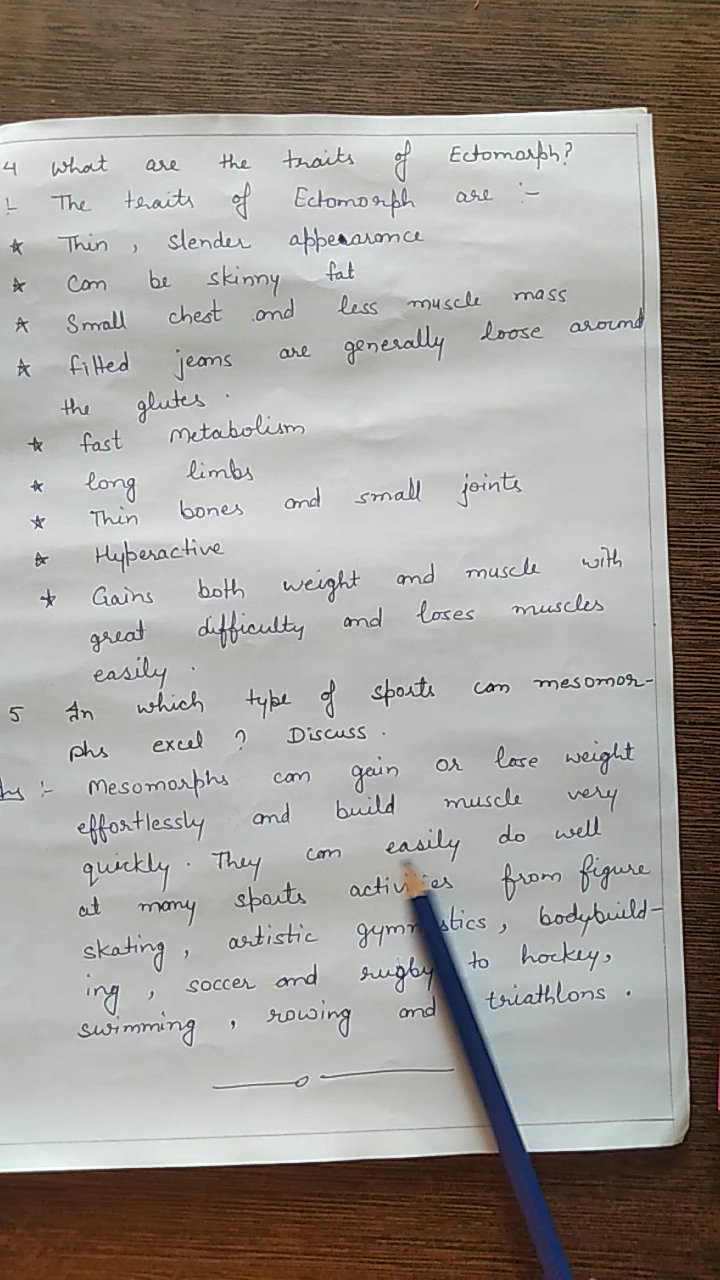 4 What are the traits of Ectomorph?
:- The traits of Ectomorph are :-
* Thin , slender appearance
* Can be skinny fat
* Small chest and less muscle mass
* fitted jeans are generally loose around
the glutes .
* fast Metabolism
* long limbs
* Thin bones and small joints
* Hyperactive
* Gains both weight and muscle with
great difficulty and loses muscles
easily .
5 In which type of sports can mesomor-
phs excel ? Discuss .
Ans :- Mesomorphs can gain or lose weight
effortlessly and build muscle very
quickly . They can easily do well
at many sports activities from figure
skating , artistic gymnastics , bodybuild-
ing , soccer and rugby to hockey,
swimming , rowing and triathlons .